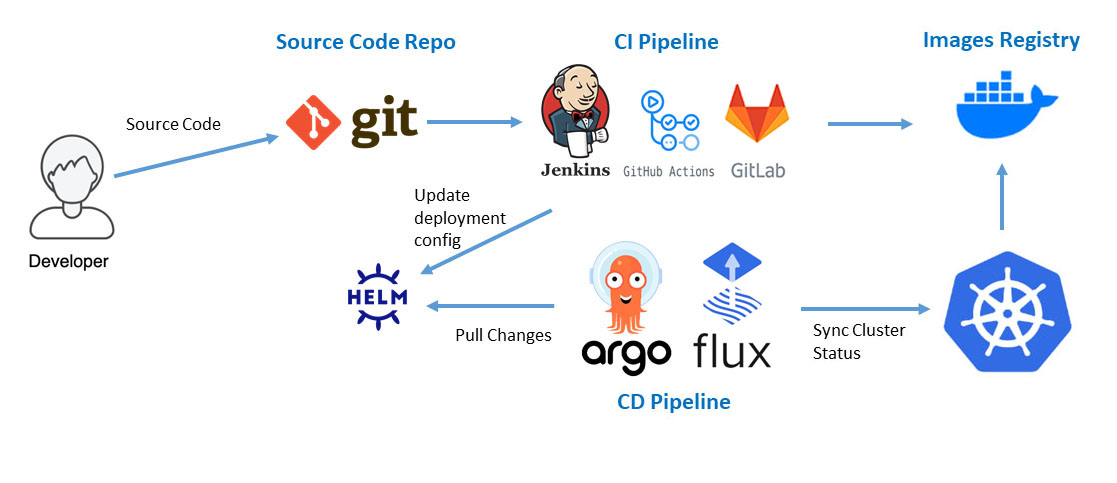 Source Code Repo
CI Pipeline
Images Registry
Source Code
git
Jenkins
GitHub Actions
GitLab
Developer
Update
deployment
config
HELM
Pull Changes
argo
flux
Sync Cluster
Status
CD Pipeline